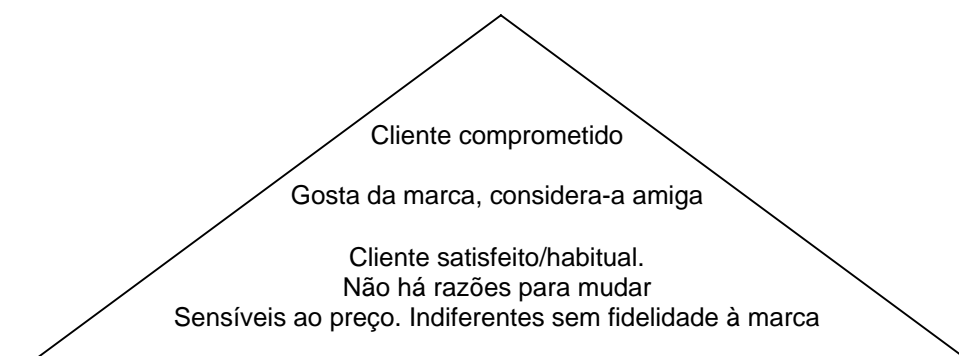 Cliente comprometido
Gosta da marca, considera-a amiga
Cliente satisfeito/habitual.
Não há razões para mudar
Sensíveis ao preço. Indiferentes sem fidelidade à marca